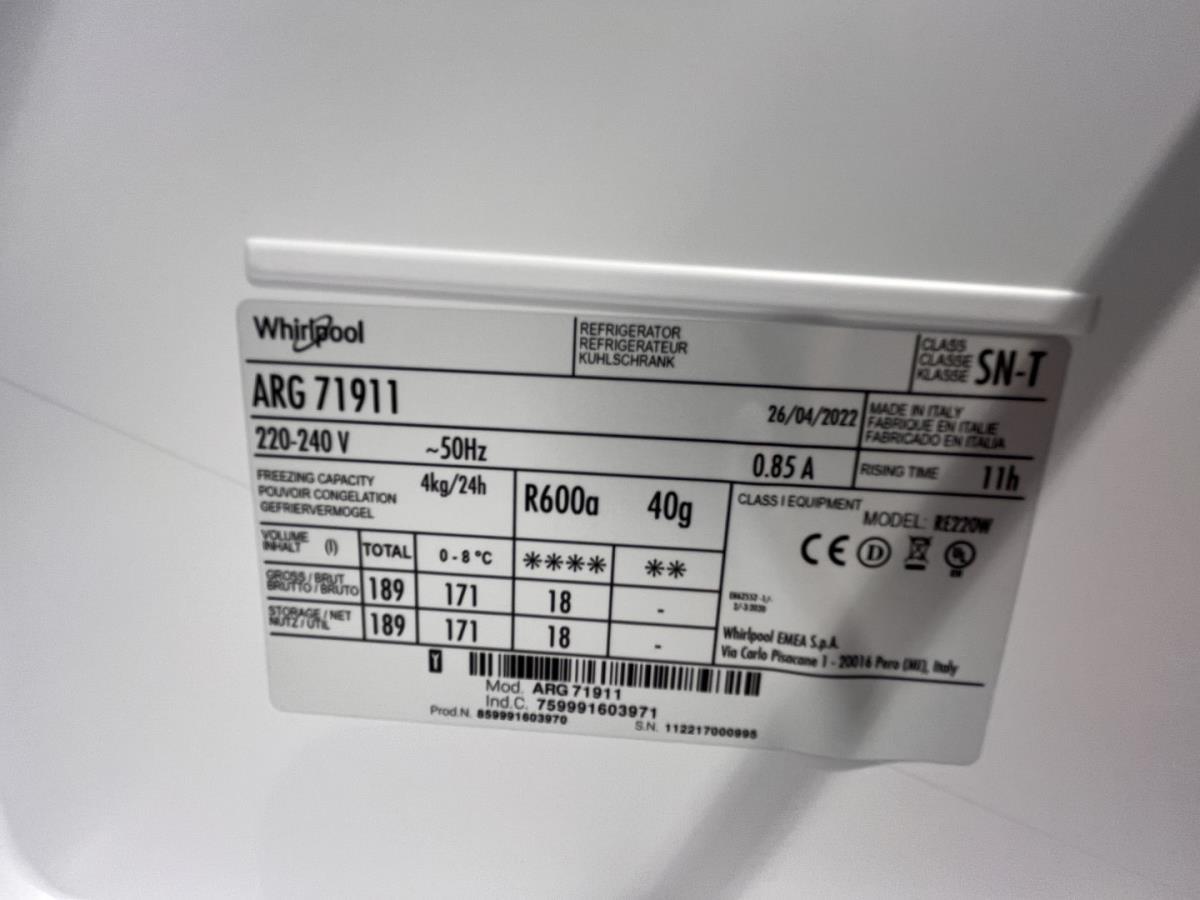 Whirlpool
REFRIGERATOR
REFRIGERATEUR
KUHLSCHRANK
CLASS
CLASSE
KLASSE
SN-T
ARG 71911
26/04/2022
MADE IN ITALY
FABRIQUE EN ITALIE
FABRICADO EN ITALIA
220-240 V
~50Hz
0.85 A
RISING TIME 11h
FREEZING CAPACITY
POUVOIR CONGELATION
GEFRIERVERMOGEL
4kg/24h
R600a 40g
CLASS I EQUIPMENT
MODEL: RE220W
VOLUME
INHALT (l)
TOTAL
0 - 8 °C
****
**
GROSS / BRUT
BRUTTO / BRUTO
189 171 18 -
STORAGE / NET
NUTZ / ÚTIL
189 171 18 -
CE D
Whirlpool EMEA S.p.A.
Via Carlo Pisacane 1 - 20016 Pero (MI), Italy
Y
Mod. ARG 71911
Ind.C. 759991603971
Prod.N. 859991603970
S.N. 112217000995